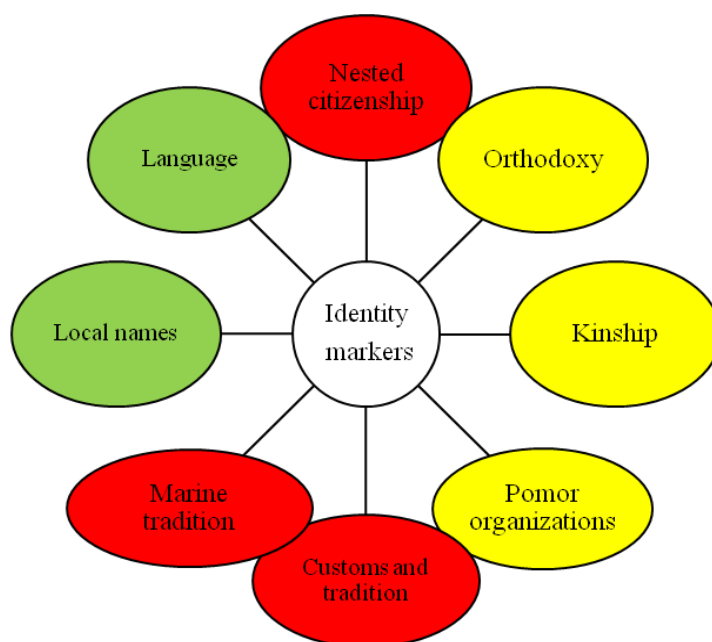 Nested
citizenship
Language
Orthodoxy
Local names
Identity
markers
Kinship
Marine
tradition
Pomor
organizations
Customs and
tradition